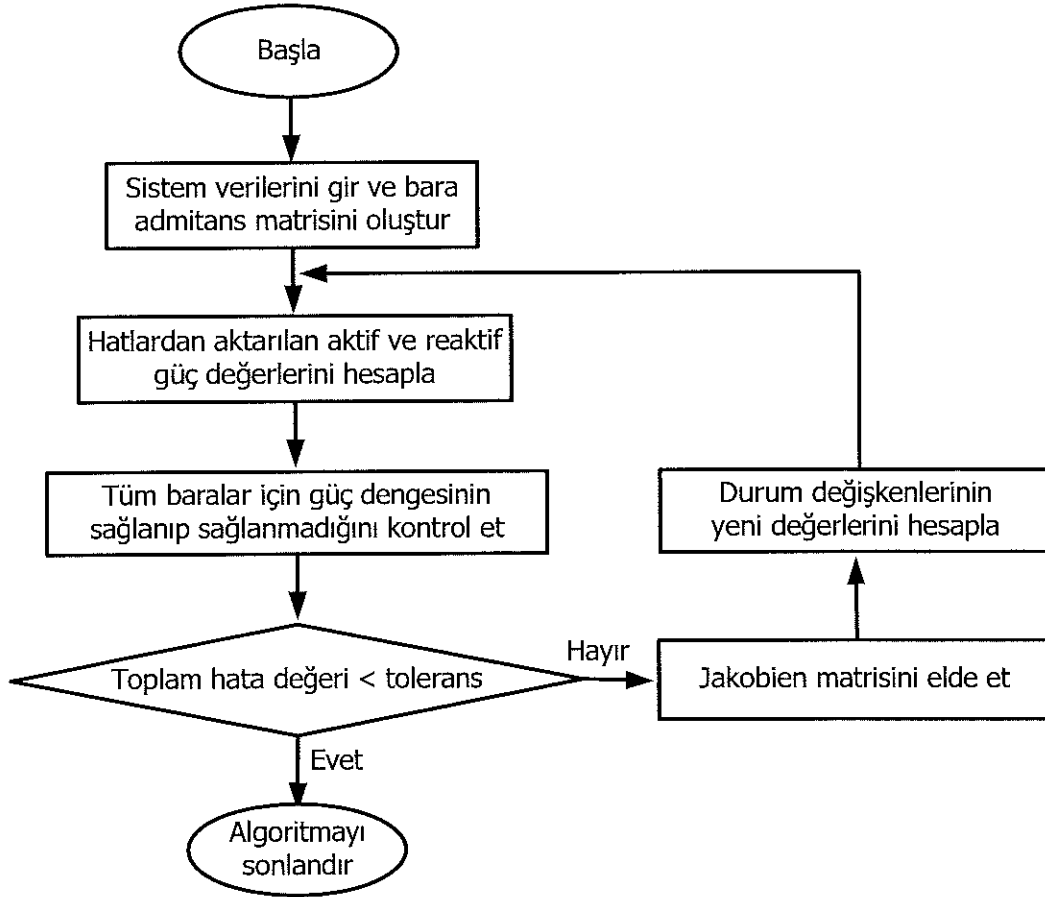 Başla
Sistem verilerini gir ve bara
admitans matrisini oluştur
Hatlardan aktarılan aktif ve reaktif
güç değerlerini hesapla
Tüm baralar için güç dengesinin
sağlanıp sağlanmadığını kontrol et
Durum değişkenlerinin
yeni değerlerini hesapla
Toplam hata değeri < tolerans
Hayır
Jakobien matrisini elde et
Evet
Algoritmayı
sonlandır